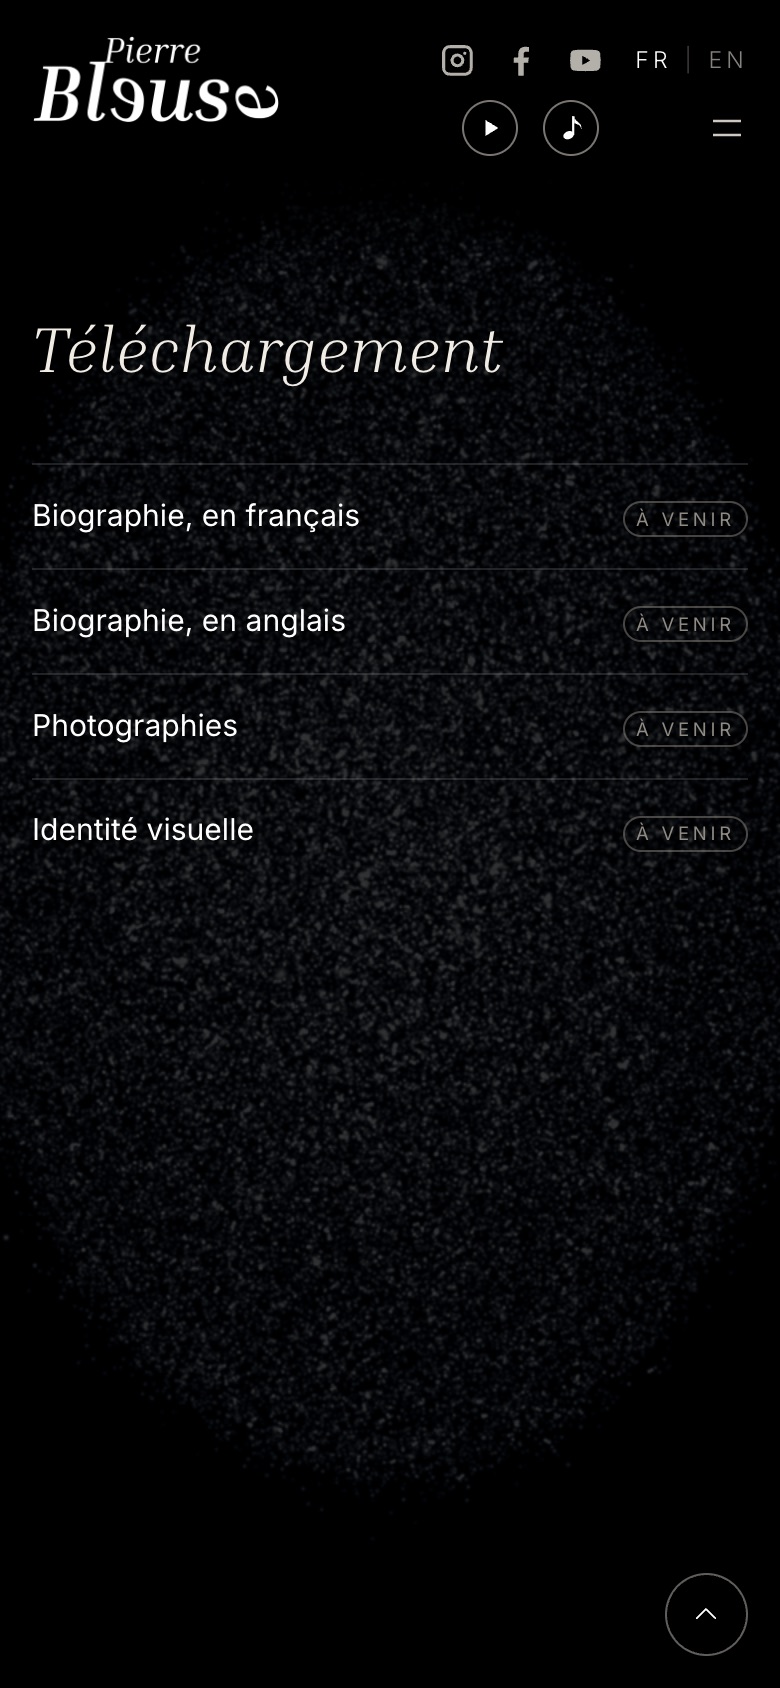 Pierre
Bleuse
FR | EN
Téléchargement
Biographie, en français
À VENIR
Biographie, en anglais
À VENIR
Photographies
À VENIR
Identité visuelle
À VENIR